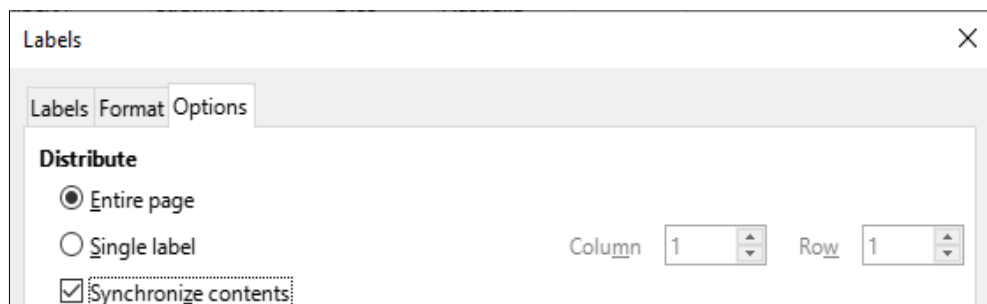 Labels
Labels Format Options
Distribute
Entire page
Single label Column 1 Row 1
Synchronize contents